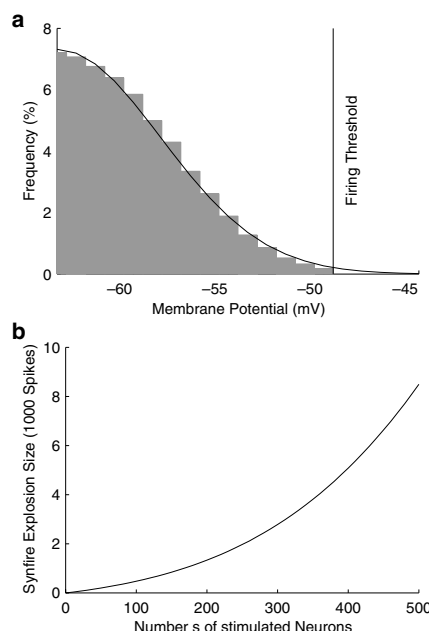 a
8
6
4
2
0
Frequency (%)
Firing Threshold
−60 −55 −50 −45
Membrane Potential (mV)
b
10
8
6
4
2
0
Synfire Explosion Size (1000 Spikes)
0 100 200 300 400 500
Number s of stimulated Neurons